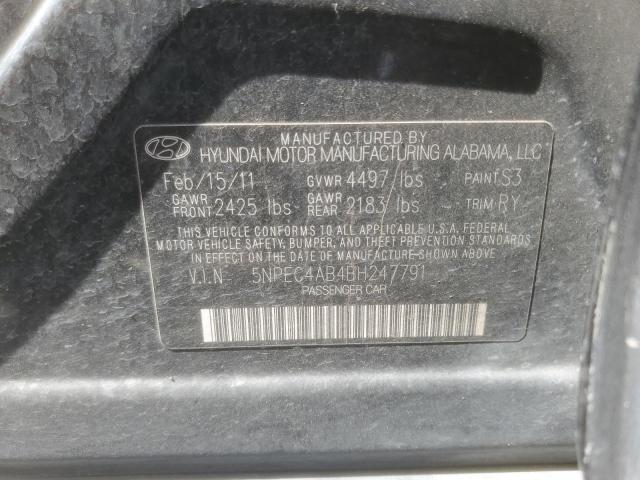 MANUFACTURED BY
HYUNDAI MOTOR MANUFACTURING ALABAMA, LLC
Feb/15/11 GVWR 4497/lbs PAINT S3
GAWR FRONT 2425 lbs GAWR REAR 2183/lbs TRIM RY
THIS VEHICLE CONFORMS TO ALL APPLICABLE U.S.A. FEDERAL
MOTOR VEHICLE SAFETY, BUMPER, AND THEFT PREVENTION STANDARDS
IN EFFECT ON THE DATE OF MANUFACTURE SHOWN ABOVE.
V.I.N 5NPEC4AB4BH247791
PASSENGER CAR